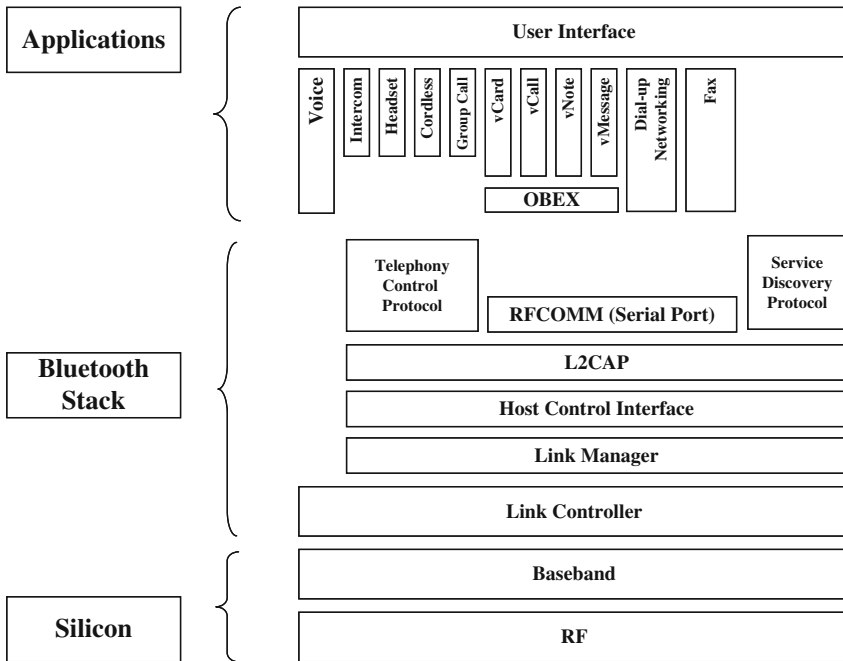 Applications
User Interface
Voice
Intercom
Headset
Cordless
Group Call
vCard
vCall
vNote
vMessage
Dial-up
Networking
Fax
OBEX
Telephony
Control
Protocol
Service
Discovery
Protocol
RFCOMM (Serial Port)
Bluetooth
Stack
L2CAP
Host Control Interface
Link Manager
Link Controller
Baseband
Silicon
RF